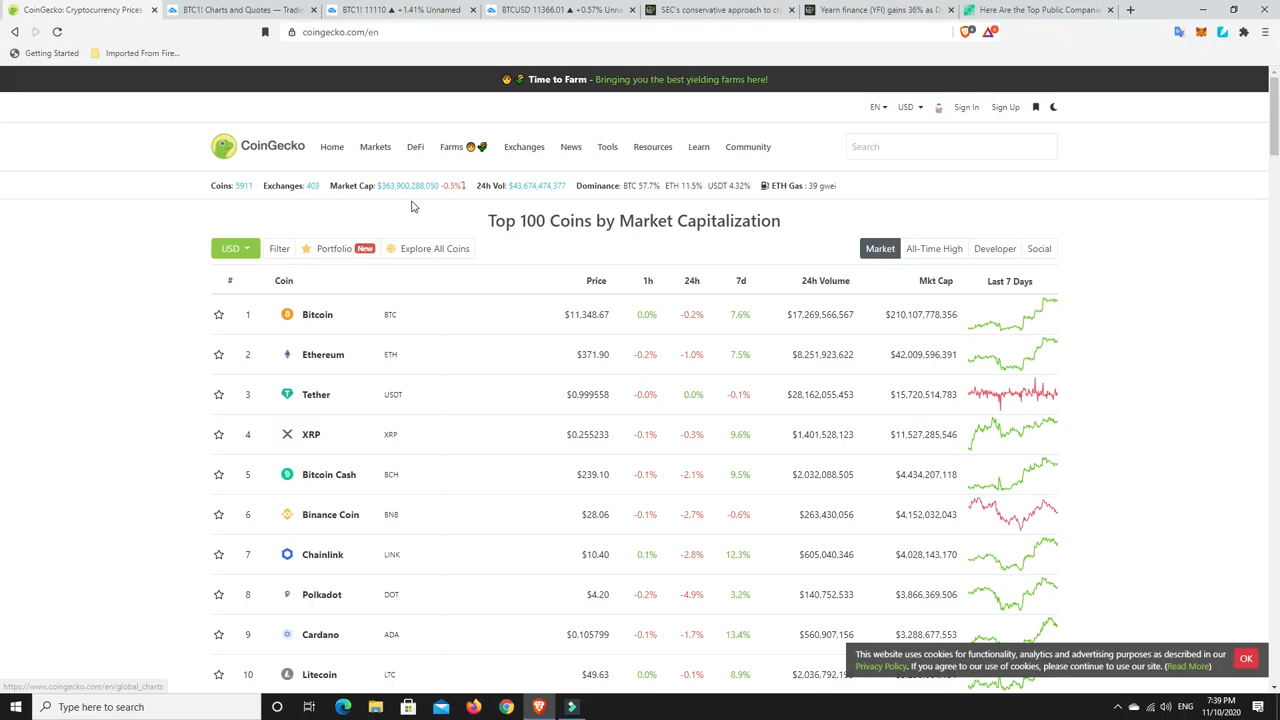 CoinGecko: Cryptocurrency Prices
BTC1! Charts and Quotes — Tradin
BTC1! 11110 ▲ +1.41% Unnamed
BTCUSD 11366.01 ▲ +0.57% Unna
SEC's conservative approach to cr
Yearn finance (YFI) gains 36% as D
Here Are the Top Public Companie
coingecko.com/en
Getting Started
Imported From Fire...
Time to Farm - Bringing you the best yielding farms here!
EN USD Sign In Sign Up
CoinGecko
Home Markets DeFi Farms Exchanges News Tools Resources Learn Community
Search
Coins: 5911 Exchanges: 403 Market Cap: $363,900,288,050 -0.5% 24h Vol: $43,674,474,377 Dominance: BTC 57.7% ETH 11.5% USDT 4.32% ETH Gas : 39 gwei
Top 100 Coins by Market Capitalization
USD Filter Portfolio New Explore All Coins Market All-Time High Developer Social
# Coin Price 1h 24h 7d 24h Volume Mkt Cap Last 7 Days
1 Bitcoin BTC $11,348.67 0.0% -0.2% 7.6% $17,269,566,567 $210,107,778,356
2 Ethereum ETH $371.90 -0.2% -1.0% 7.5% $8,251,923,622 $42,009,596,391
3 Tether USDT $0.999558 -0.0% 0.0% -0.1% $28,162,055,453 $15,720,514,783
4 XRP XRP $0.255233 -0.1% -0.3% 9.6% $1,401,528,123 $11,527,285,546
5 Bitcoin Cash BCH $239.10 -0.1% -2.1% 9.5% $2,032,088,505 $4,434,207,118
6 Binance Coin BNB $28.06 -0.1% -2.7% -0.6% $263,430,056 $4,152,032,043
7 Chainlink LINK $10.40 0.1% -2.8% 12.3% $605,040,346 $4,028,143,170
8 Polkadot DOT $4.20 -0.2% -4.9% 3.2% $140,752,533 $3,866,369,506
9 Cardano ADA $0.105799 -0.1% -1.7% 13.4% $560,907,156 $3,288,677,553
10 Litecoin LTC $49.63 0.0% -0.1% 8.9%
This website uses cookies for functionality, analytics and advertising purposes as described in our
Privacy Policy. If you agree to our use of cookies, please continue to use our site. (Read More)
OK
https://www.coingecko.com/en/global_charts
Type here to search
ENG
7:39 PM
11/10/2020